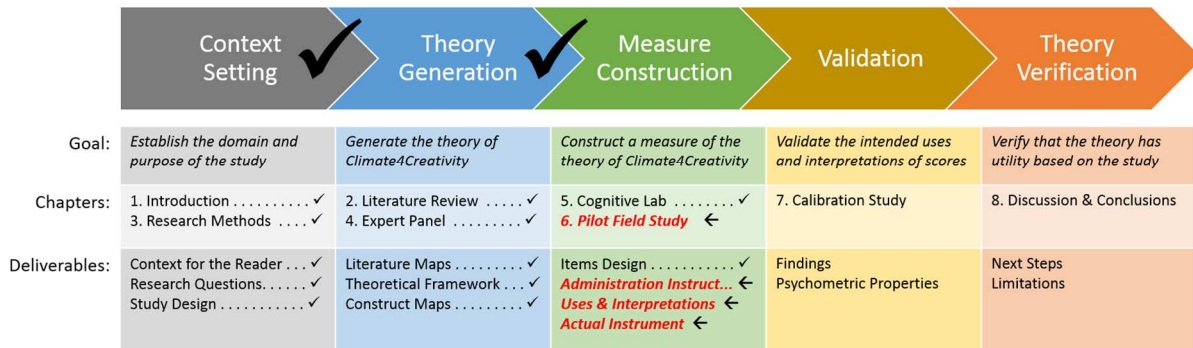 Context Setting ✓
Theory Generation ✓
Measure Construction
Validation
Theory Verification
Goal:
Establish the domain and purpose of the study
Generate the theory of Climate4Creativity
Construct a measure of the theory of Climate4Creativity
Validate the intended uses and interpretations of scores
Verify that the theory has utility based on the study
Chapters:
1. Introduction . . . . . . . . . . ✓
3. Research Methods . . . . ✓
2. Literature Review . . . . . ✓
4. Expert Panel . . . . . . . . . ✓
5. Cognitive Lab . . . . . . . . ✓
6. Pilot Field Study ←
7. Calibration Study
8. Discussion & Conclusions
Deliverables:
Context for the Reader . . . ✓
Research Questions. . . . . . ✓
Study Design . . . . . . . . . . . ✓
Literature Maps . . . . . . . . . ✓
Theoretical Framework . . . ✓
Construct Maps . . . . . . . . . ✓
Items Design . . . . . . . . . . . ✓
Administration Instruct... ←
Uses & Interpretations ←
Actual Instrument ←
Findings
Psychometric Properties
Next Steps
Limitations